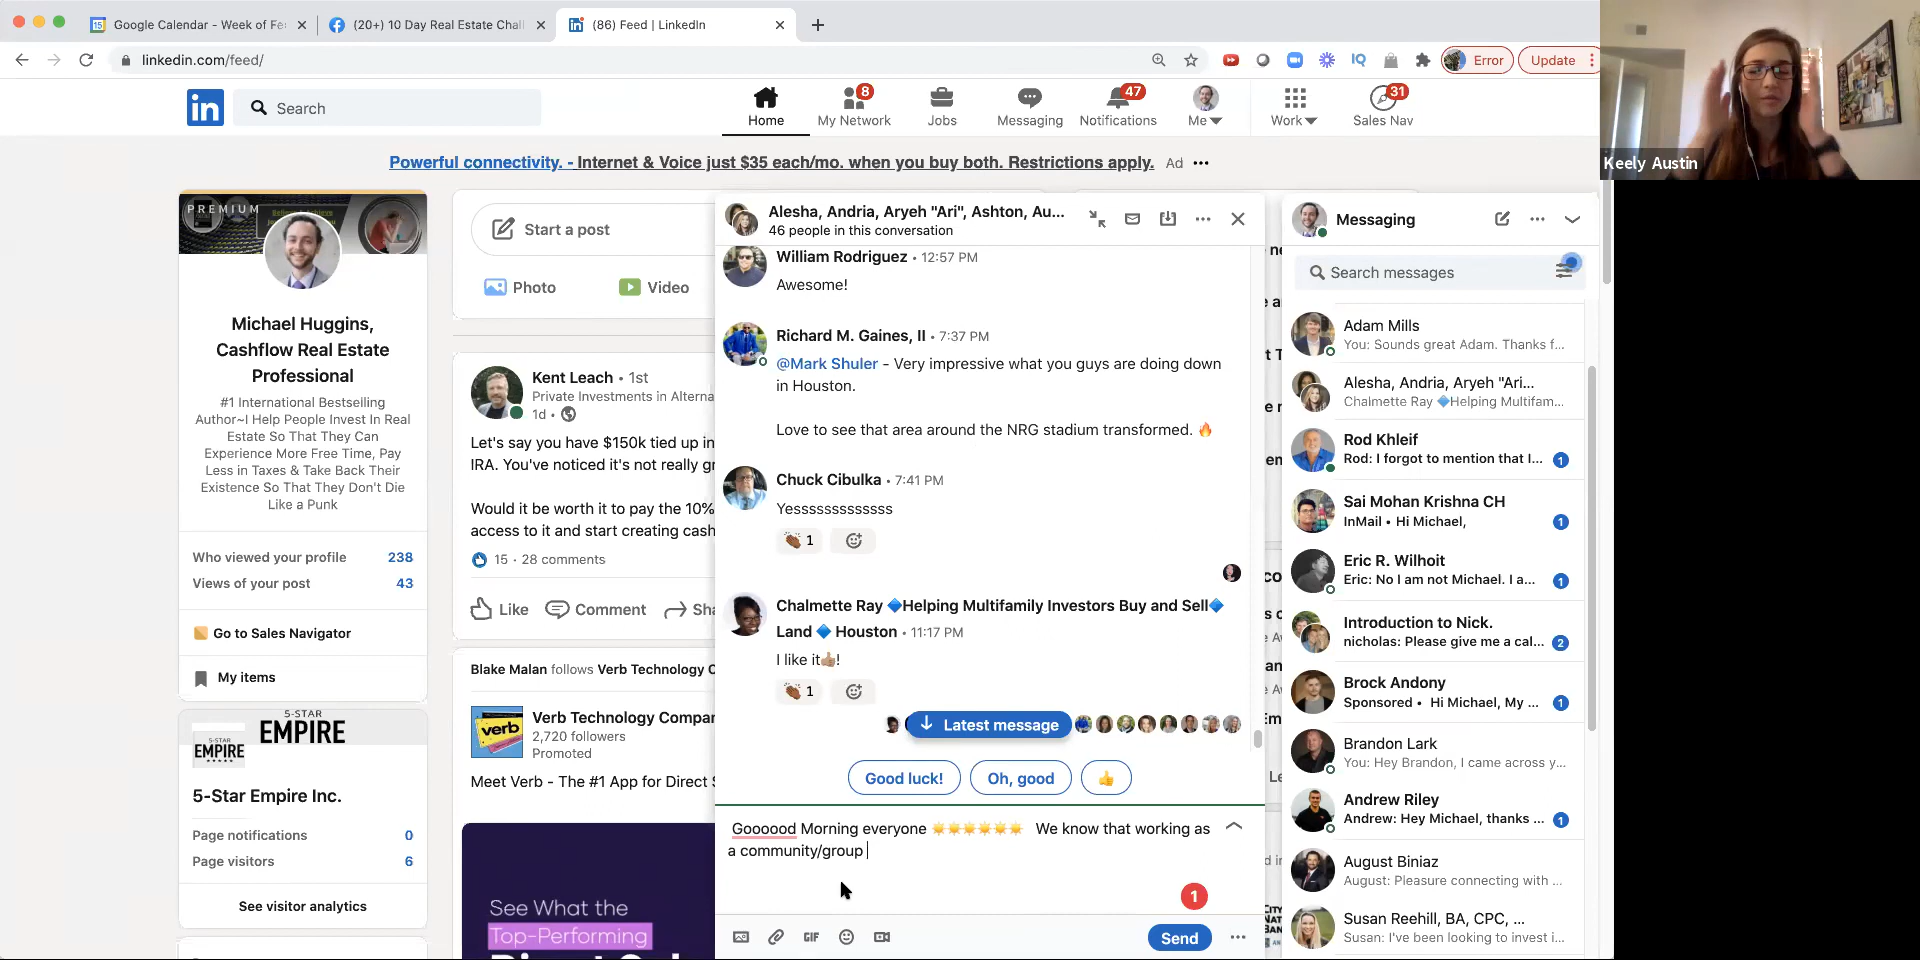 Google Calendar - Week of Fe
(20+) 10 Day Real Estate Chal
(86) Feed | LinkedIn
linkedin.com/feed/
IQ
Error
Update
Keely Austin
in
Search
Home
8
My Network
Jobs
Messaging
47
Notifications
Me
Work
31
Sales Nav
Powerful connectivity. - Internet & Voice just $35 each/mo. when you buy both. Restrictions apply. Ad
PREMIUM
Michael Huggins,
Cashflow Real Estate
Professional
#1 International Bestselling
Author~I Help People Invest In Real
Estate So That They Can
Experience More Free Time, Pay
Less in Taxes & Take Back Their
Existence So That They Don't Die
Like a Punk
Who viewed your profile 238
Views of your post 43
Go to Sales Navigator
My items
5-STAR
EMPIRE
5-STAR
EMPIRE
5-Star Empire Inc.
Page notifications 0
Page visitors 6
See visitor analytics
Start a post
Photo
Video
Kent Leach • 1st
Private Investments in Alterna
1d •
Let's say you have $150k tied up in
IRA. You've noticed it's not really gr
Would it be worth it to pay the 10%
access to it and start creating cash
15 · 28 comments
Like
Comment
Sha
Blake Malan follows Verb Technology C
verb
Verb Technology Compar
2,720 followers
Promoted
Meet Verb - The #1 App for Direct S
See What the
Top-Performing
Alesha, Andria, Aryeh "Ari", Ashton, Au...
46 people in this conversation
William Rodriguez • 12:57 PM
Awesome!
Richard M. Gaines, II • 7:37 PM
@Mark Shuler - Very impressive what you guys are doing down
in Houston.
Love to see that area around the NRG stadium transformed. 🔥
Chuck Cibulka • 7:41 PM
Yesssssssssssss
👏🏾 1
Chalmette Ray 🔷Helping Multifamily Investors Buy and Sell🔷
Land 🔷 Houston • 11:17 PM
I like it👍🏽!
👏🏾 1
Latest message
Good luck!
Oh, good
👍
Goooood Morning everyone ☀️☀️☀️☀️☀️☀️ We know that working as
a community/group
1
GIF
Send
Messaging
Search messages
Adam Mills
You: Sounds great Adam. Thanks f...
Alesha, Andria, Aryeh "Ari...
Chalmette Ray 🔷Helping Multifam...
Rod Khleif
Rod: I forgot to mention that I... 1
Sai Mohan Krishna CH
InMail • Hi Michael, 1
Eric R. Wilhoit
Eric: No I am not Michael. I a... 1
Introduction to Nick.
nicholas: Please give me a cal... 2
Brock Andony
Sponsored • Hi Michael, My ... 1
Brandon Lark
You: Hey Brandon, I came across y...
Andrew Riley
Andrew: Hey Michael, thanks ... 1
August Biniaz
August: Pleasure connecting with ...
Susan Reehill, BA, CPC, ...
Susan: I've been looking to invest i...